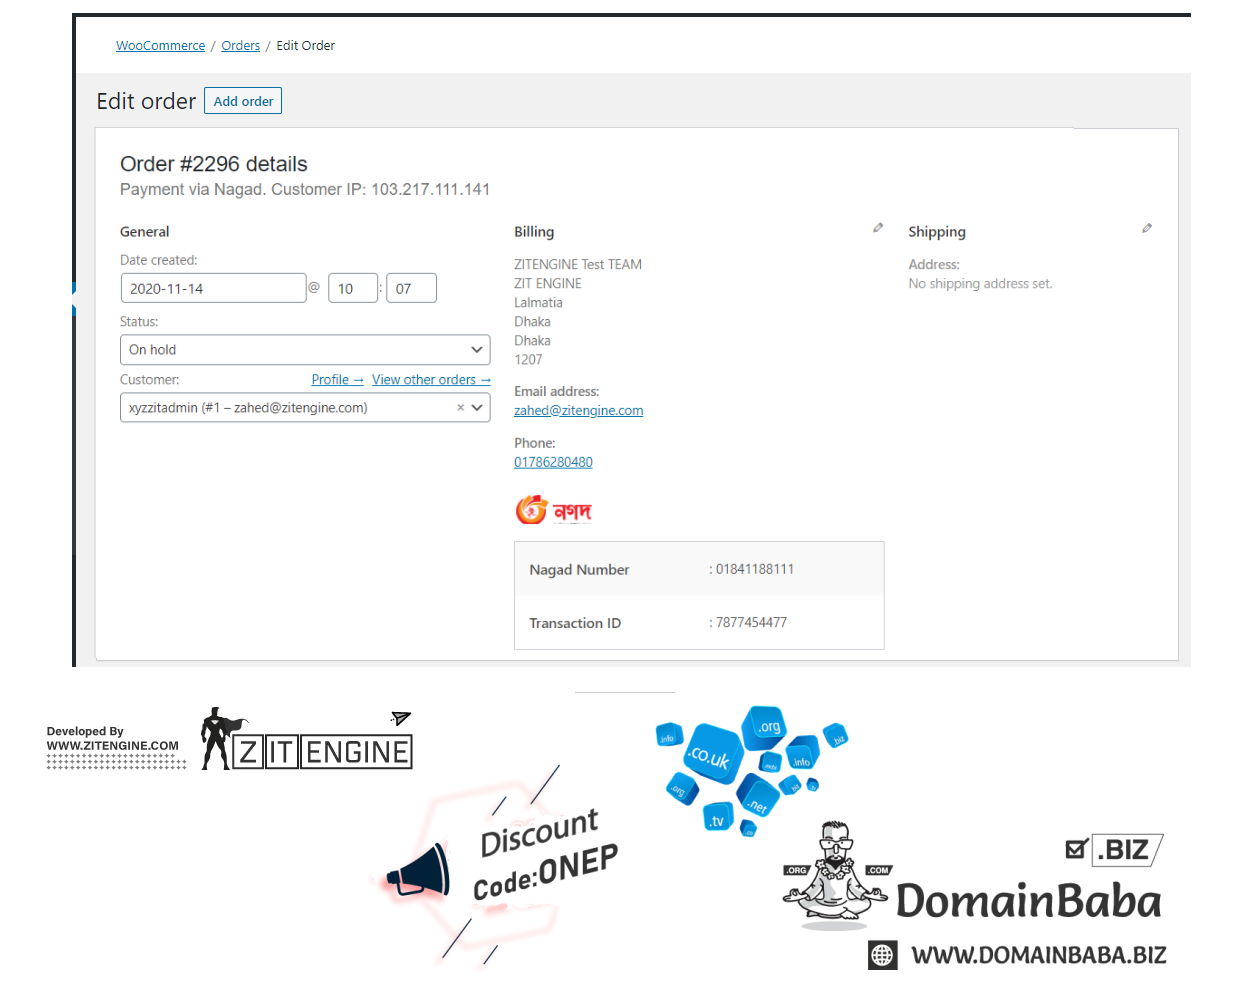 WooCommerce / Orders / Edit Order
Edit order Add order
Order #2296 details
Payment via Nagad. Customer IP: 103.217.111.141
General
Date created:
2020-11-14 @ 10 : 07
Status:
On hold
Customer: Profile → View other orders →
xyzzitadmin (#1 – zahed@zitengine.com) ×
Billing
ZITENGINE Test TEAM
ZIT ENGINE
Lalmatia
Dhaka
Dhaka
1207
Email address:
zahed@zitengine.com
Phone:
01786280480
নগদ
Nagad Number : 01841188111
Transaction ID : 7877454477
Shipping
Address:
No shipping address set.
Developed By
WWW.ZITENGINE.COM
ZIT ENGINE
Discount
Code:ONEP
.info
.org
.biz
.co.uk
.info
.org
.net
.tv
.co
.ORG
.COM
.BIZ
DomainBaba
WWW.DOMAINBABA.BIZ